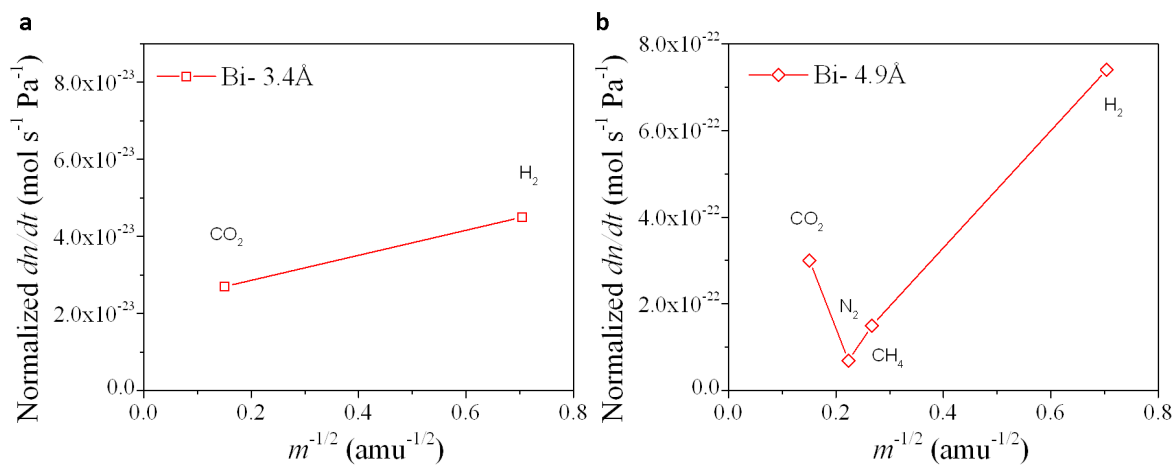 a
Normalized dn/dt (mol s⁻¹ Pa⁻¹)
8.0x10⁻²³
6.0x10⁻²³
4.0x10⁻²³
2.0x10⁻²³
0.0
Bi- 3.4Å
CO₂
H₂
0.0 0.2 0.4 0.6 0.8
m⁻¹/² (amu⁻¹/²)
b
Normalized dn/dt (mol s⁻¹ Pa⁻¹)
8.0x10⁻²²
6.0x10⁻²²
4.0x10⁻²²
2.0x10⁻²²
0.0
Bi- 4.9Å
H₂
CO₂
N₂
CH₄
0.0 0.2 0.4 0.6 0.8
m⁻¹/² (amu⁻¹/²)